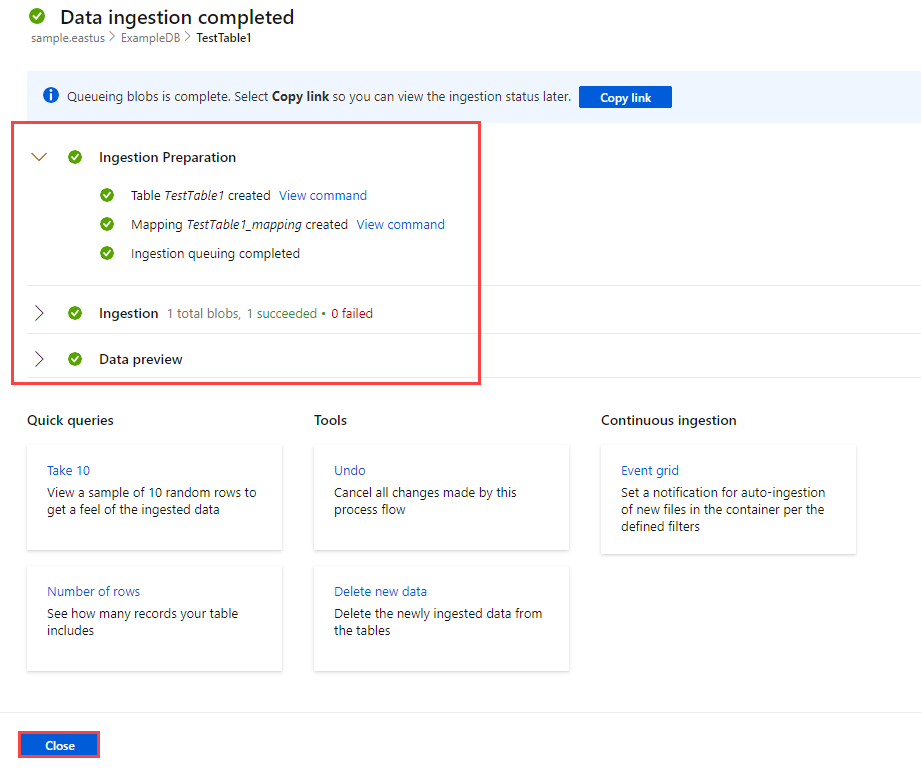 Data ingestion completed
sample.eastus > ExampleDB > TestTable1
Queueing blobs is complete. Select Copy link so you can view the ingestion status later. Copy link
Ingestion Preparation
Table TestTable1 created View command
Mapping TestTable1_mapping created View command
Ingestion queuing completed
Ingestion 1 total blobs, 1 succeeded • 0 failed
Data preview
Quick queries
Take 10
View a sample of 10 random rows to
get a feel of the ingested data
Number of rows
See how many records your table
includes
Tools
Undo
Cancel all changes made by this
process flow
Delete new data
Delete the newly ingested data from
the tables
Continuous ingestion
Event grid
Set a notification for auto-ingestion
of new files in the container per the
defined filters
Close